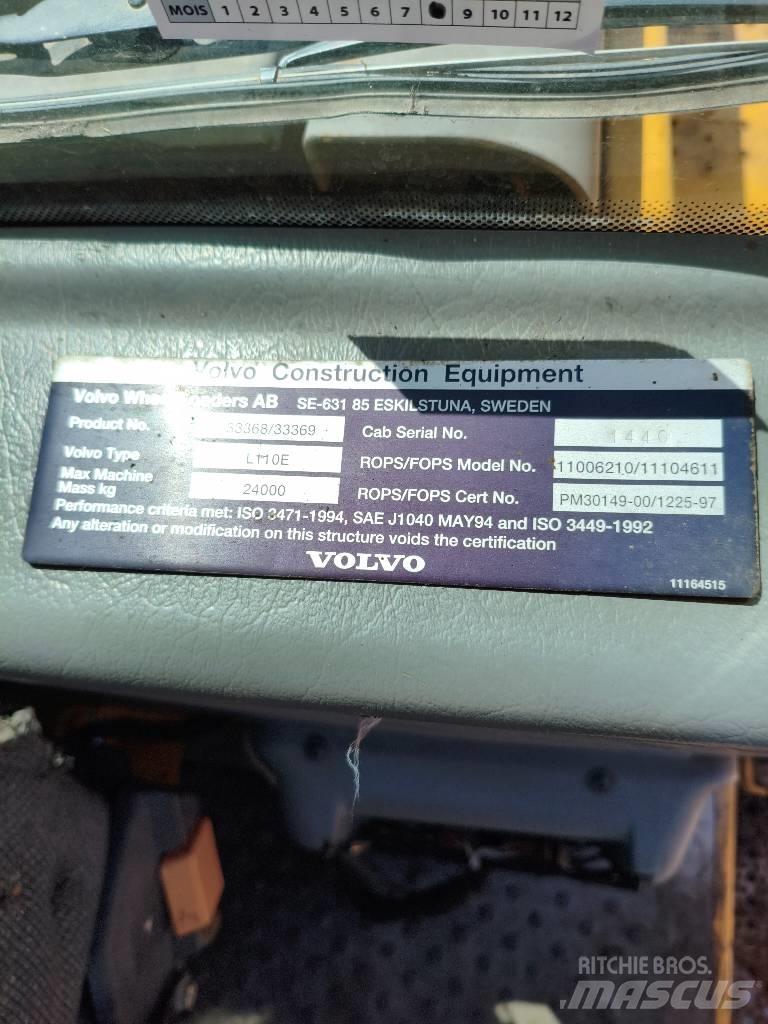 MOIS 1 2 3 4 5 6 7 9 10 11 12
Volvo Construction Equipment
Volvo Wheel Loaders AB SE-631 85 ESKILSTUNA, SWEDEN
Product No. 33368/33369 Cab Serial No. 1440
Volvo Type L110E ROPS/FOPS Model No. 11006210/11104611
Max Machine
Mass kg 24000 ROPS/FOPS Cert No. PM30149-00/1225-97
Performance criteria met: ISO 3471-1994, SAE J1040 MAY94 and ISO 3449-1992
Any alteration or modification on this structure voids the certification
VOLVO
11164515
RITCHIE BROS.
MASCUS